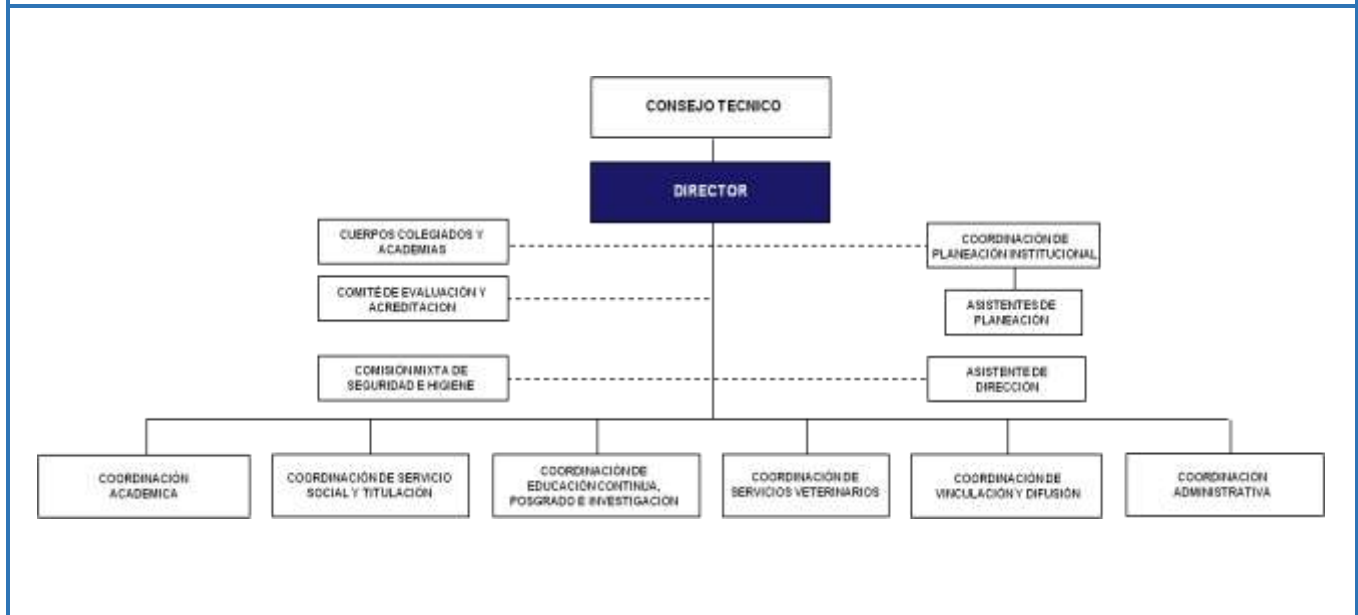 CONSEJO TECNICO
DIRECTOR
CUERPOS COLEGIADOS Y
ACADEMIAS
COORDINACIÓN DE
PLANEACIÓN INSTITUCIONAL
COMITÉ DE EVALUACIÓN Y
ACREDITACION
ASISTENTES DE
PLANEACIÓN
COMISIÓN MIXTA DE
SEGURIDAD E HIGIENE
ASISTENTE DE
DIRECCIÓN
COORDINACIÓN
ACADEMICA
COORDINACIÓN DE SERVICIO
SOCIAL Y TITULACIÓN
COORDINACIÓN DE
EDUCACIÓN CONTINUA,
POSGRADO E INVESTIGACION
COORDINACIÓN DE
SERVICIOS VETERINARIOS
COORDINACIÓN DE
VINCULACIÓN Y DIFUSIÓN
COORDINACION
ADMINISTRATIVA